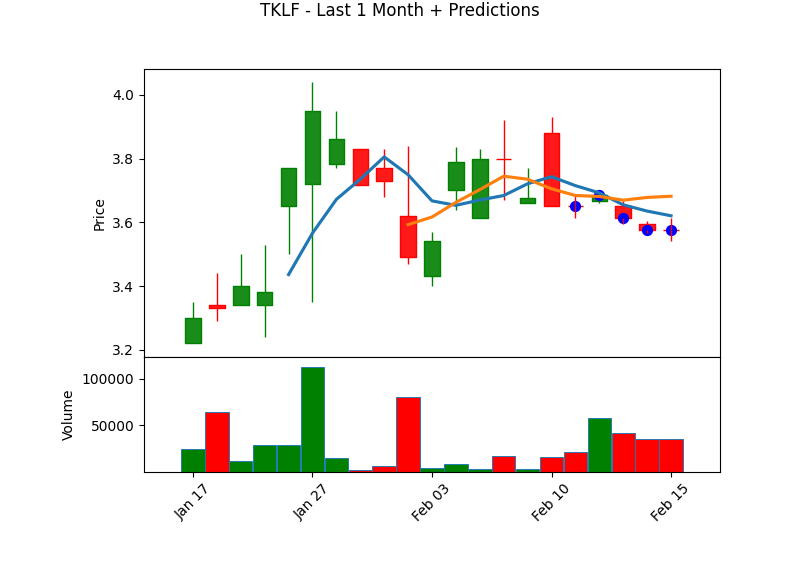 TKLF - Last 1 Month + Predictions
4.0
3.8
3.6
3.4
3.2
Price
100000
50000
Volume
Jan 17
Jan 27
Feb 03
Feb 10
Feb 15